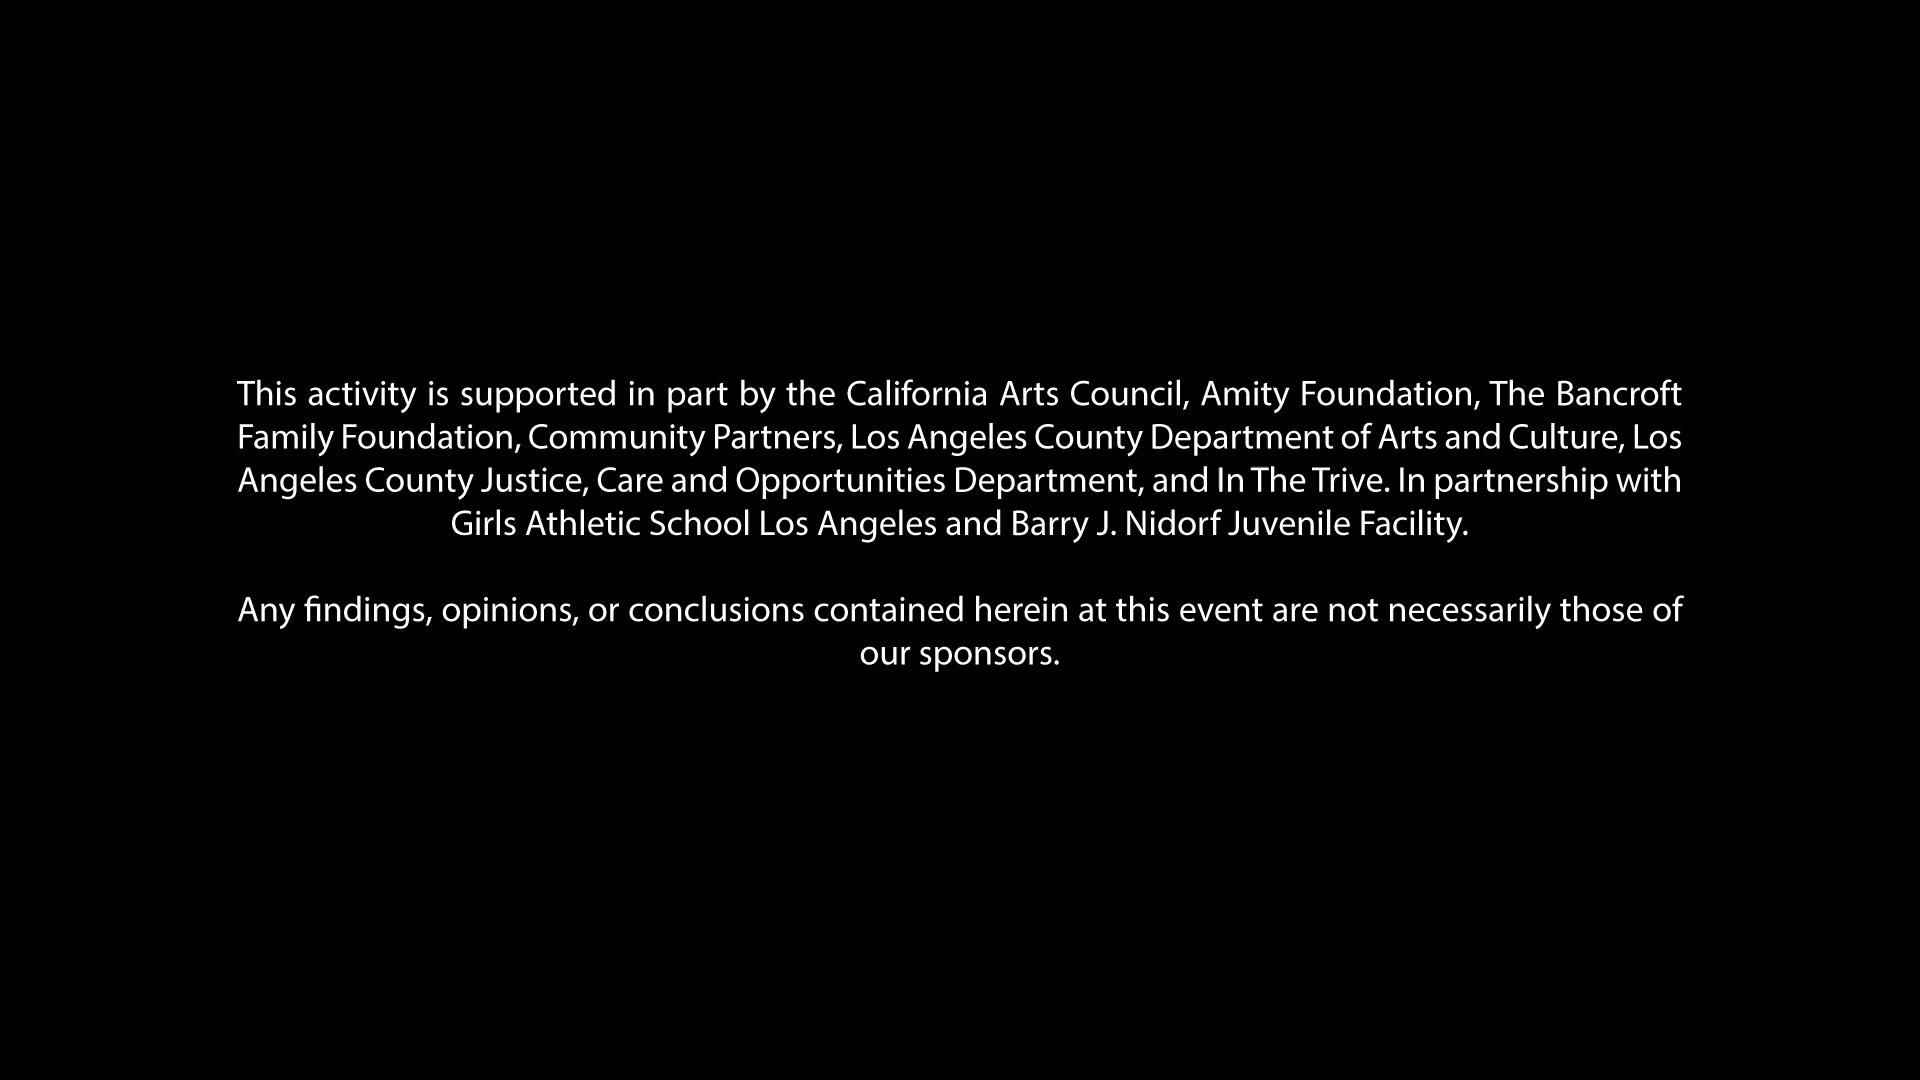 This activity is supported in part by the California Arts Council, Amity Foundation, The Bancroft
Family Foundation, Community Partners, Los Angeles County Department of Arts and Culture, Los
Angeles County Justice, Care and Opportunities Department, and In The Trive. In partnership with
Girls Athletic School Los Angeles and Barry J. Nidorf Juvenile Facility.
Any findings, opinions, or conclusions contained herein at this event are not necessarily those of
our sponsors.